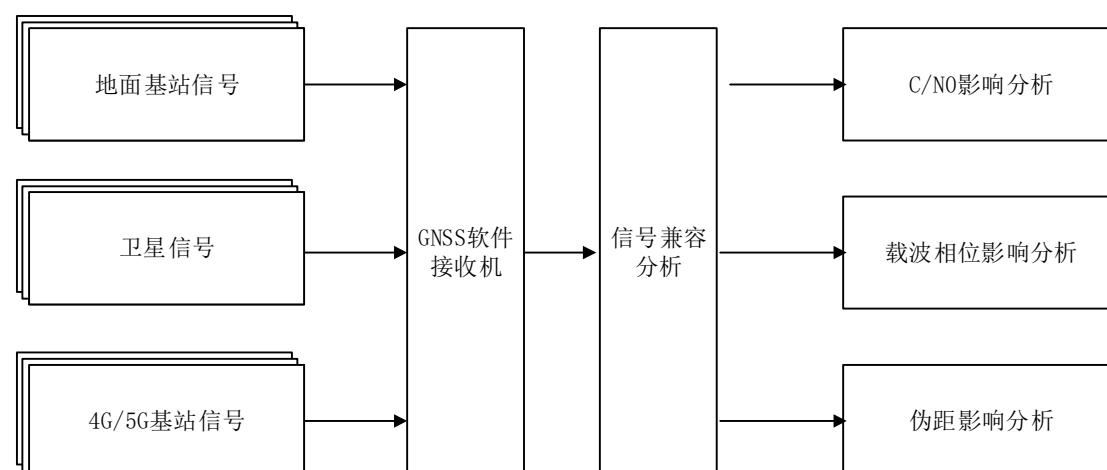 地面基站信号
卫星信号
4G/5G基站信号
GNSS软件
接收机
信号兼容
分析
C/N0影响分析
载波相位影响分析
伪距影响分析